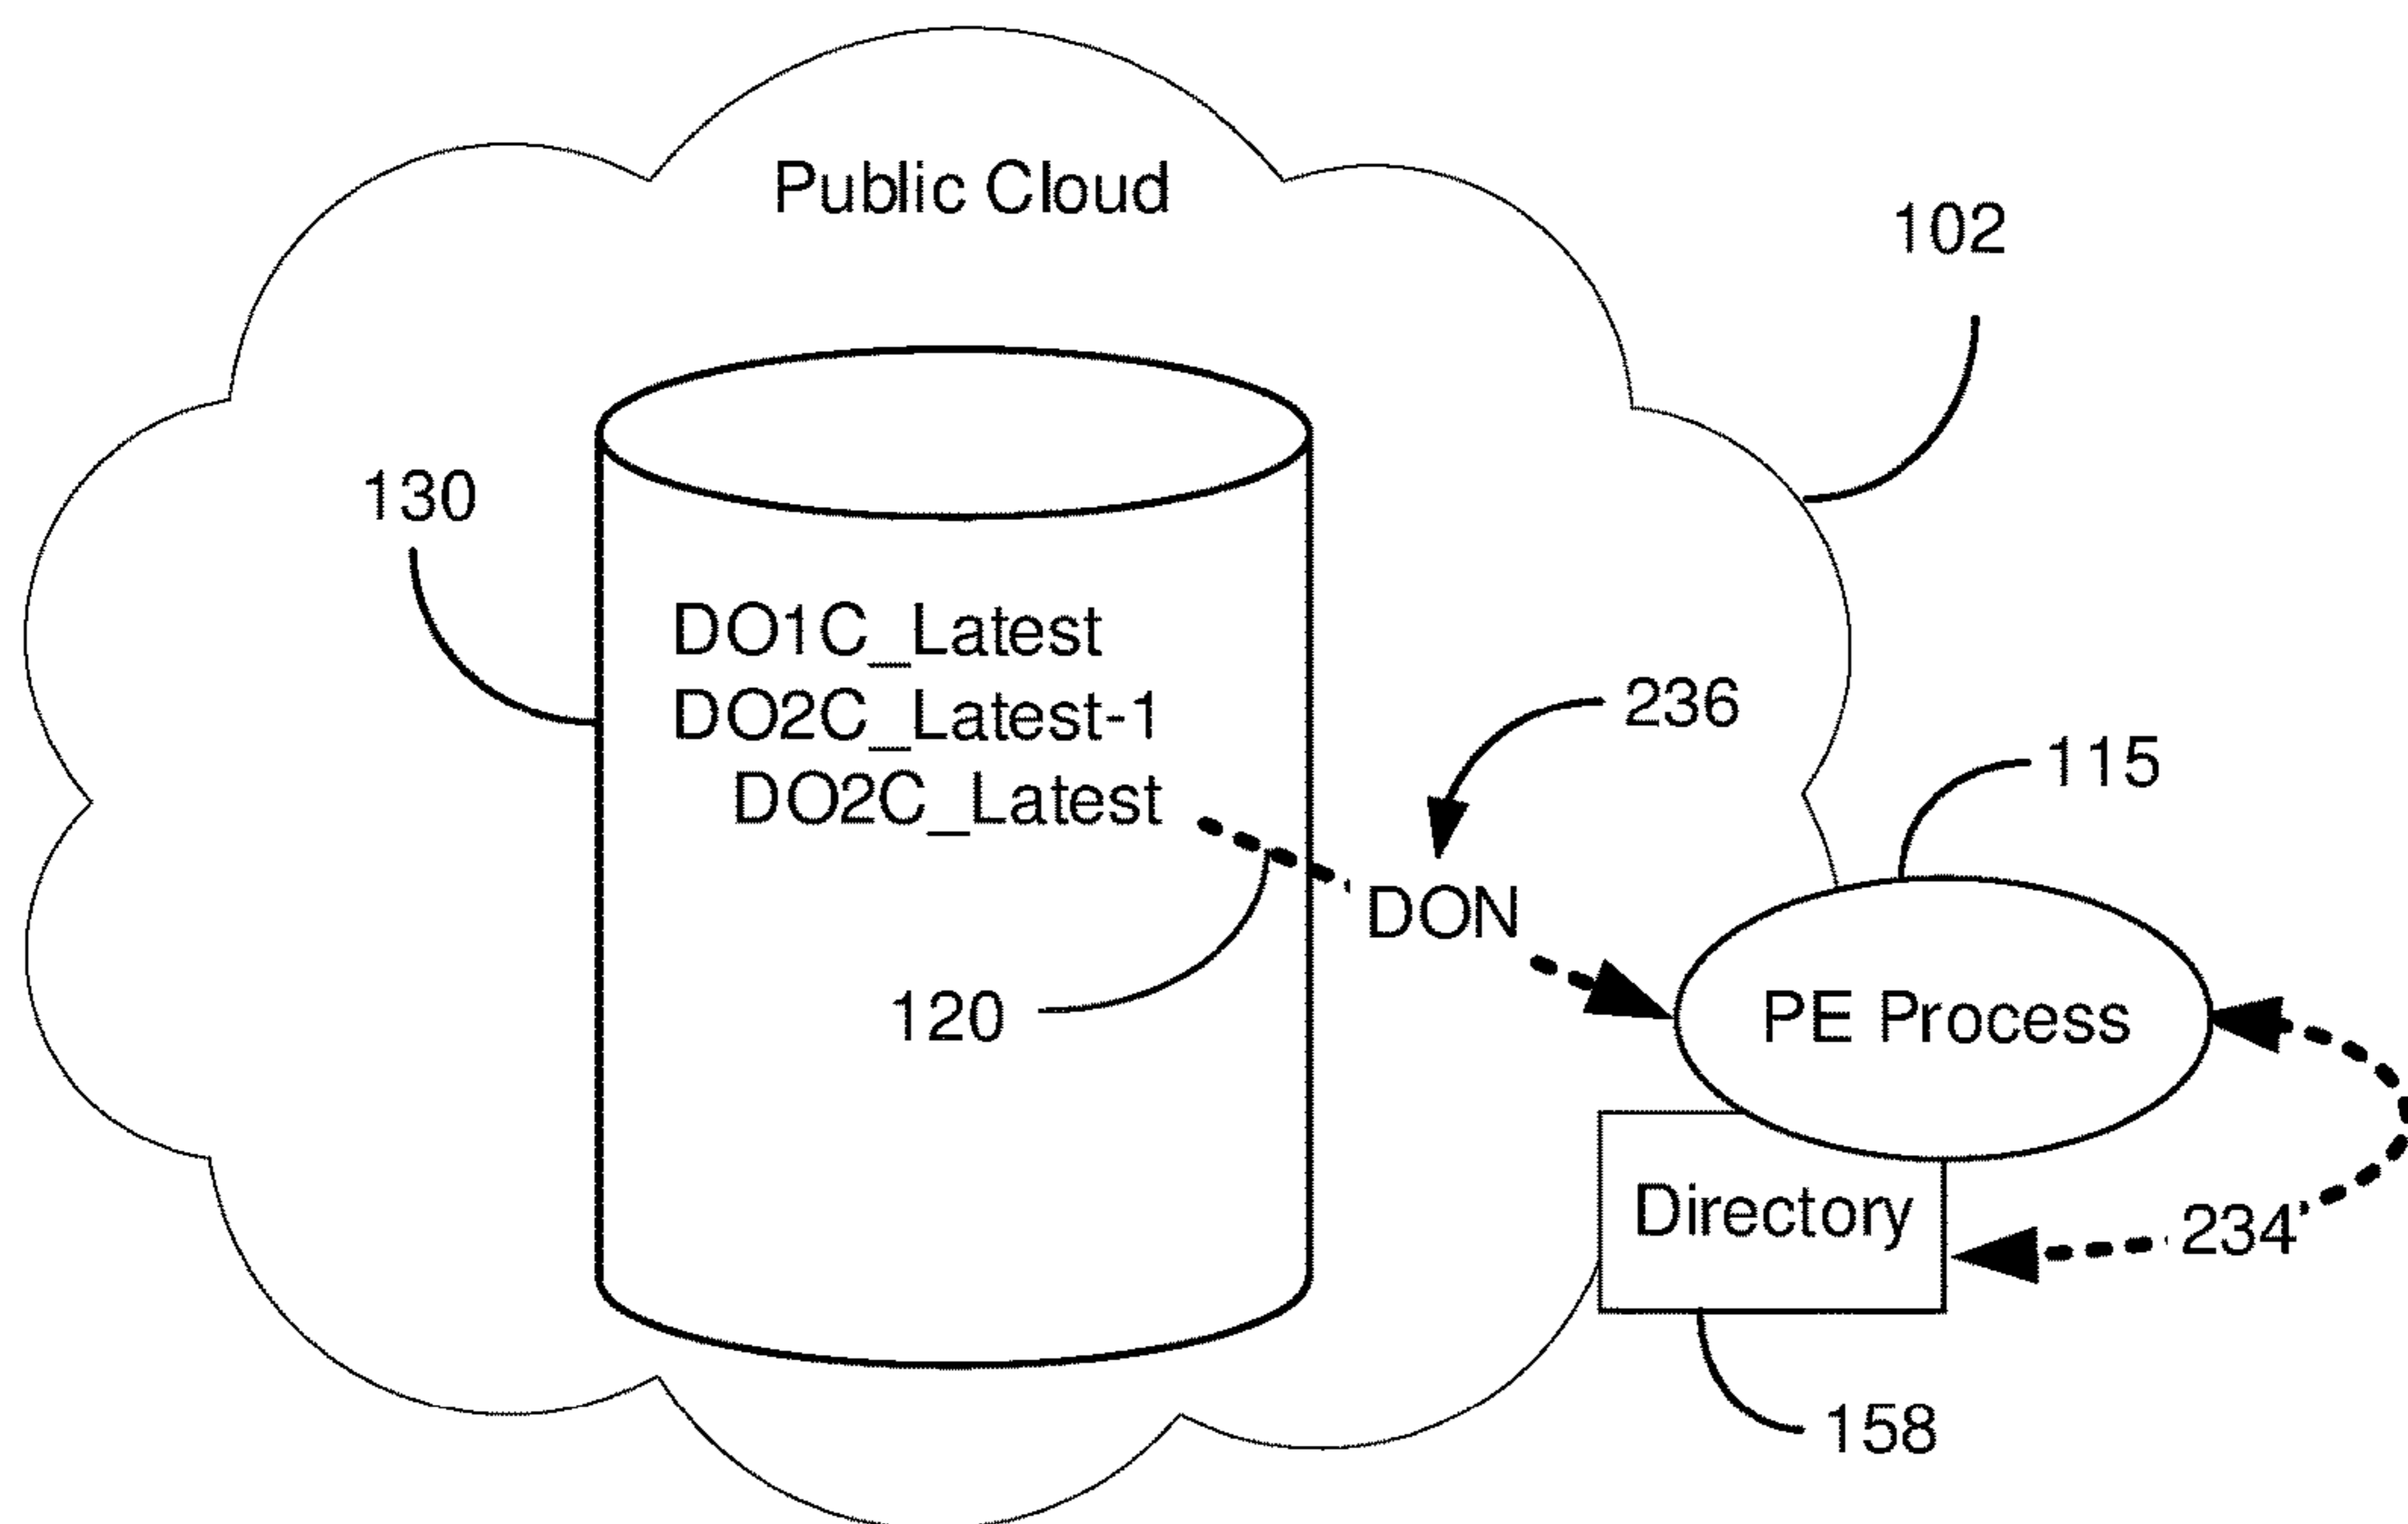 Public Cloud
102
130
DO1C_Latest
DO2C_Latest-1
DO2C_Latest
236
115
DON
120
PE Process
Directory
234
158